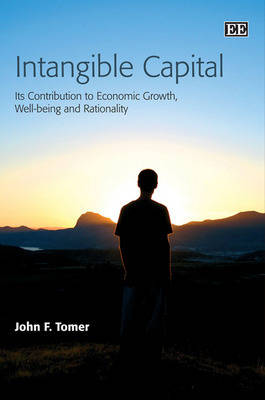 EE
Intangible Capital
Its Contribution to Economic Growth,
Well-being and Rationality
John F. Tomer